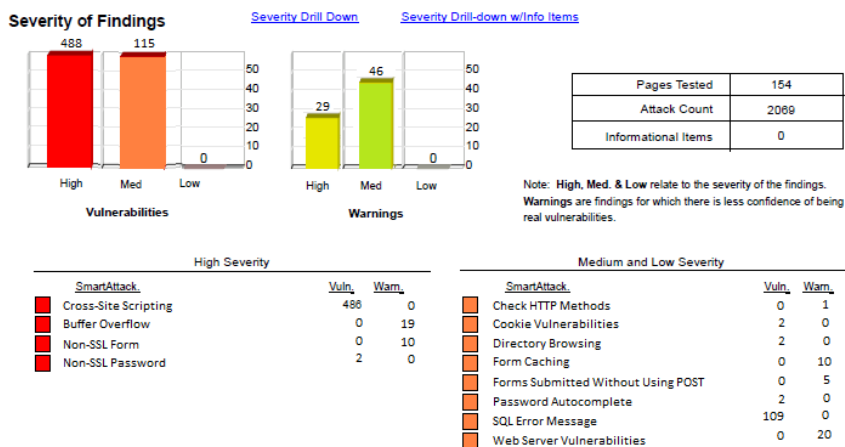 Severity of Findings
Severity Drill Down
Severity Drill-down w/Info Items
488 115
50
40
30
20
10
0
0
High Med Low
Vulnerabilities
29 46
50
40
30
20
10
0
0
High Med Low
Warnings
Pages Tested 154
Attack Count 2069
Informational Items 0
Note: High, Med. & Low relate to the severity of the findings.
Warnings are findings for which there is less confidence of being
real vulnerabilities.
High Severity
SmartAttack. Vuln. Warn.
Cross-Site Scripting 486 0
Buffer Overflow 0 19
Non-SSL Form 0 10
Non-SSL Password 2 0
Medium and Low Severity
SmartAttack. Vuln. Warn.
Check HTTP Methods 0 1
Cookie Vulnerabilities 2 0
Directory Browsing 2 0
Form Caching 0 10
Forms Submitted Without Using POST 0 5
Password Autocomplete 2 0
SQL Error Message 109 0
Web Server Vulnerabilities 0 20